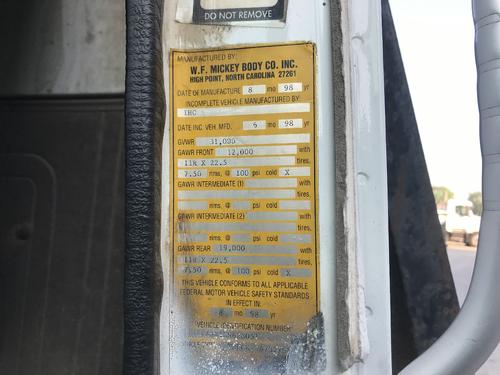 DO NOT REMOVE
MANUFACTURED BY:
W.F. MICKEY BODY CO. INC.
HIGH POINT, NORTH CAROLINA 27261
DATE OF MANUFACTURE 8 mo 98 yr
INCOMPLETE VEHICLE MANUFACTURED BY:
IHC
DATE INC. VEH. MFD. 6 mo 98 yr
GVWR 31,000
GAWR FRONT 12,000 with
11R X 22.5 tires,
7.50 rims, @ 100 psi cold X
GAWR INTERMEDIATE (1) with
tires,
rims, @ psi cold
GAWR INTERMEDIATE (2) with
tires,
rims, @ psi cold
GAWR REAR 19,000 with
11R X 22.5 tires,
7.50 rims, @ 100 psi cold X
THIS VEHICLE CONFORMS TO ALL APPLICABLE
FEDERAL MOTOR VEHICLE SAFETY STANDARDS
IN EFFECT IN:
8 mo 98 yr
VEHICLE IDENTIFICATION NUMBER